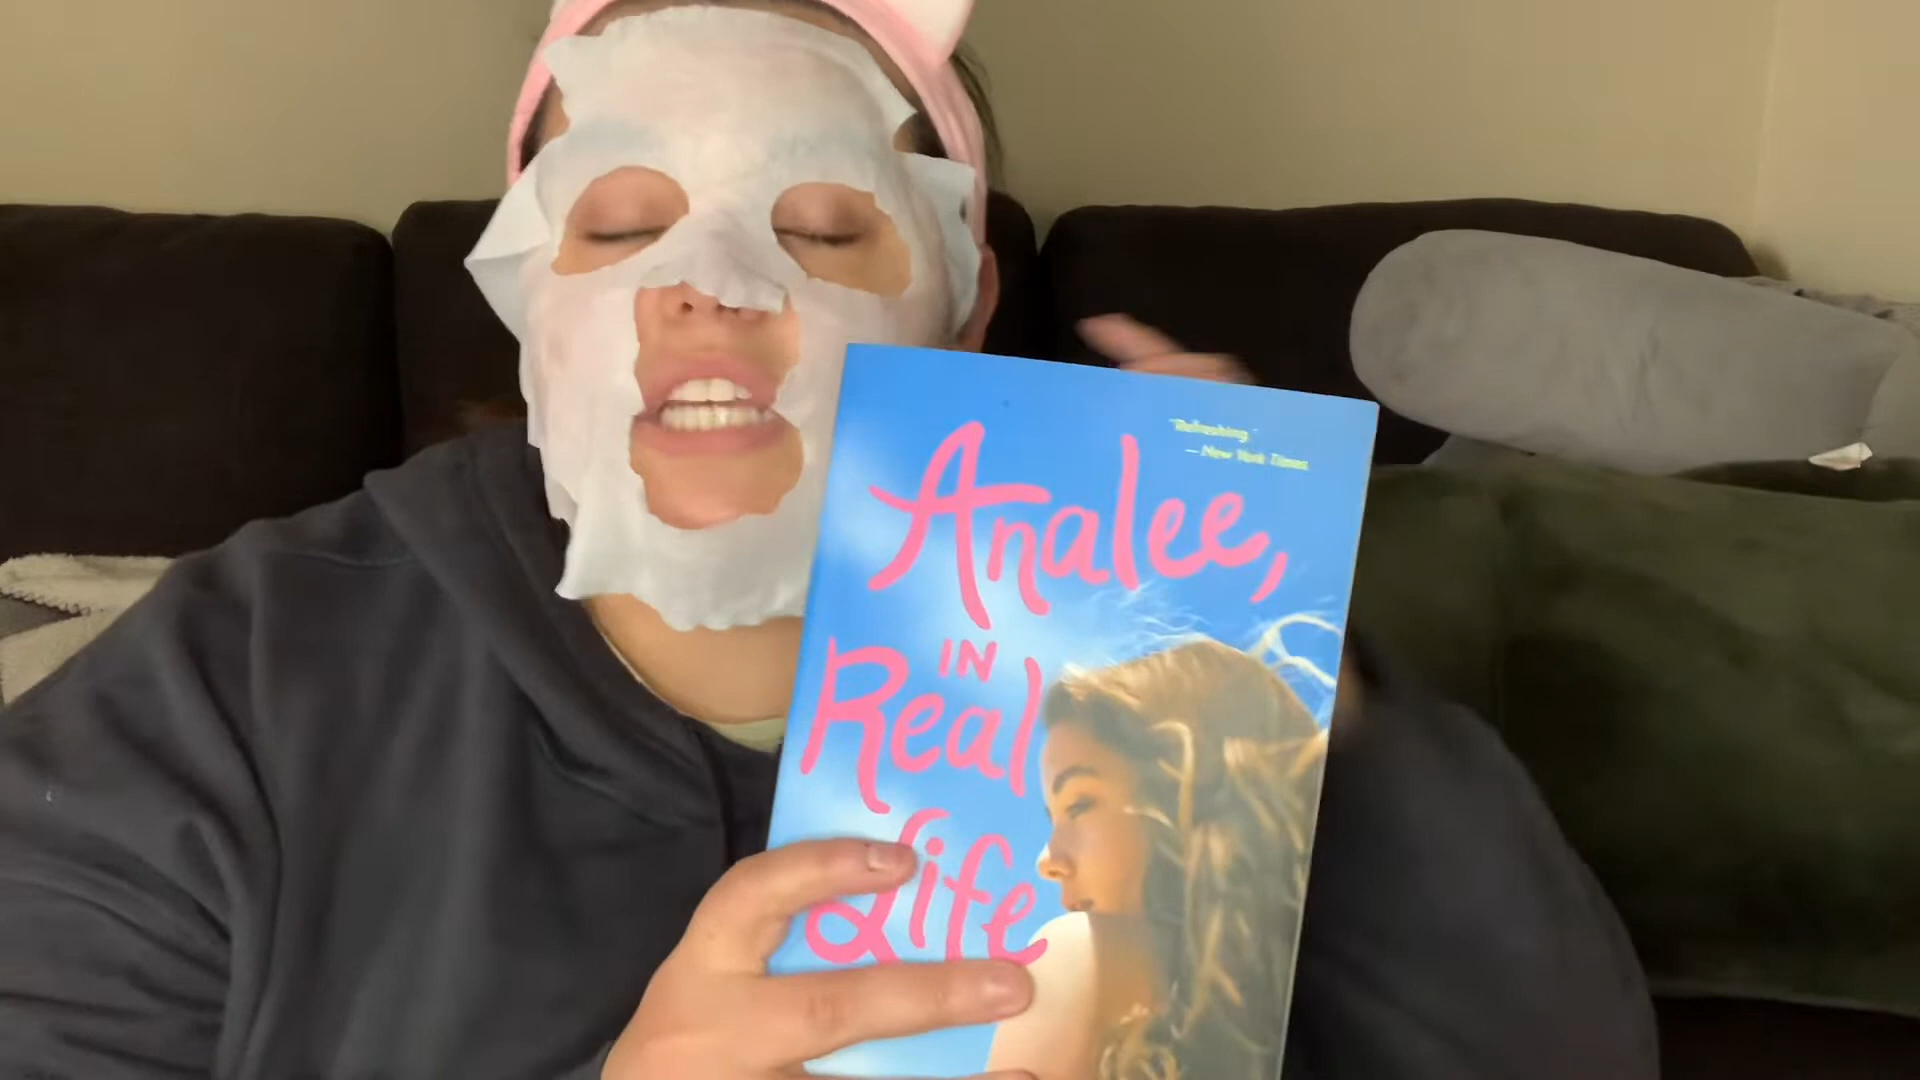 "Refreshing."
—New York Times
Analee,
IN
Real
Life